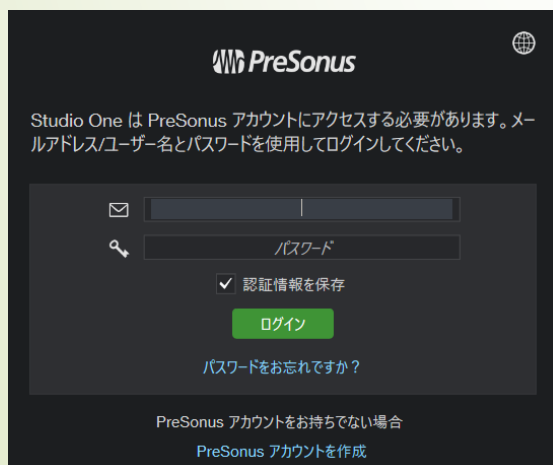 PreSonus
Studio One は PreSonus アカウントにアクセスする必要があります。メー
ルアドレス/ユーザー名とパスワードを使用してログインしてください。
パスワード
認証情報を保存
ログイン
パスワードをお忘れですか？
PreSonus アカウントをお持ちでない場合
PreSonus アカウントを作成